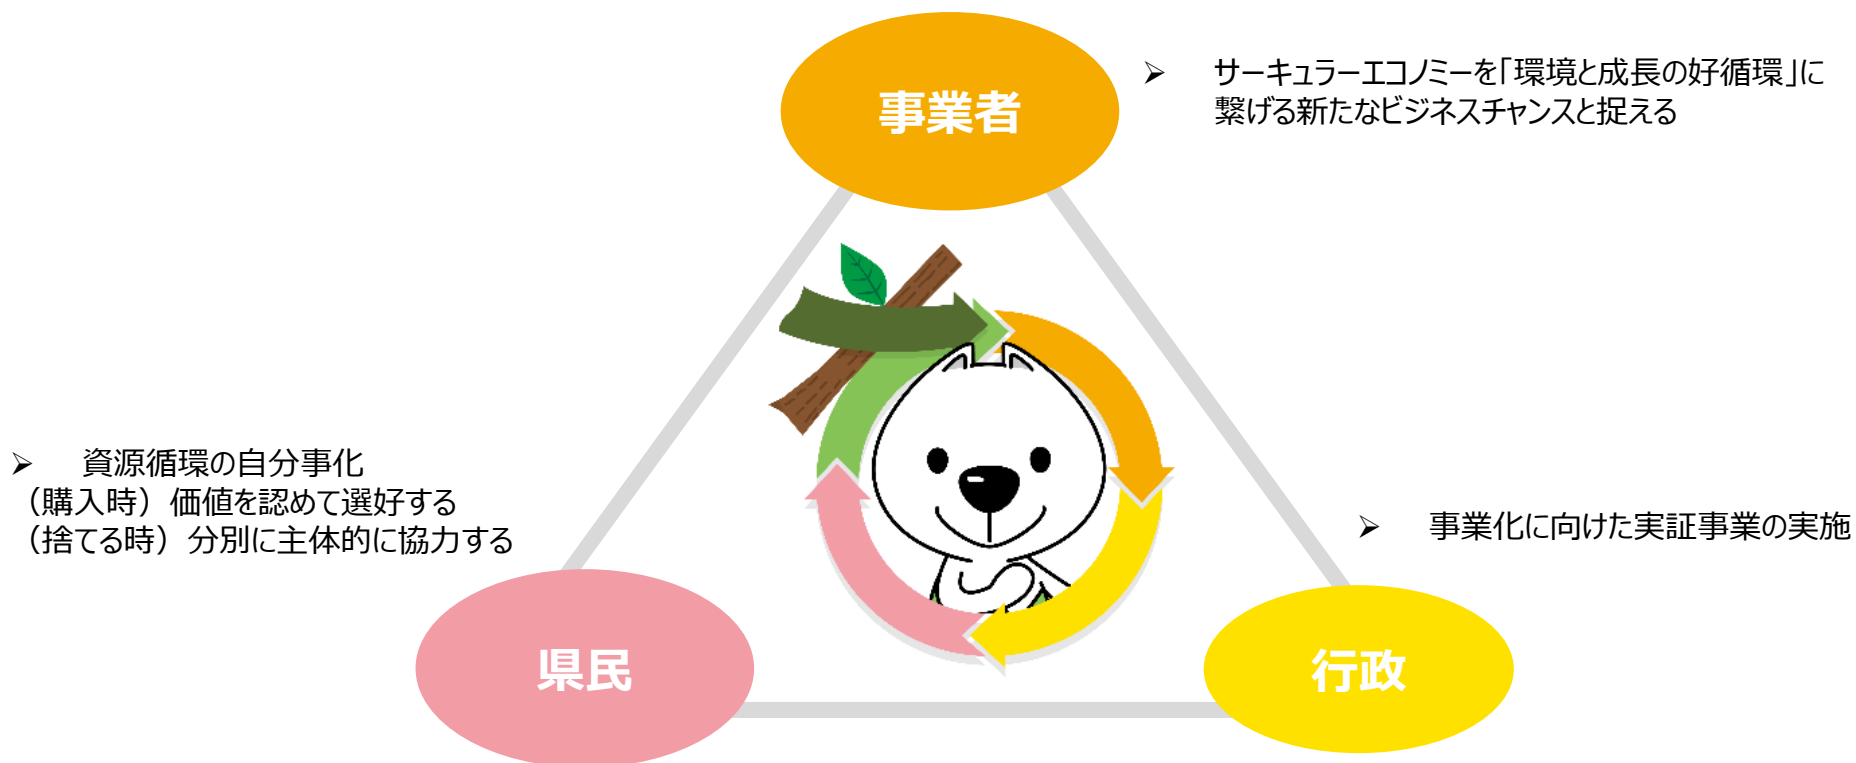 事業者
➢ サーキュラーエコノミーを「環境と成長の好循環」に
繋げる新たなビジネスチャンスと捉える
➢ 資源循環の自分事化
（購入時）価値を認めて選好する
（捨てる時）分別に主体的に協力する
➢ 事業化に向けた実証事業の実施
県民
行政